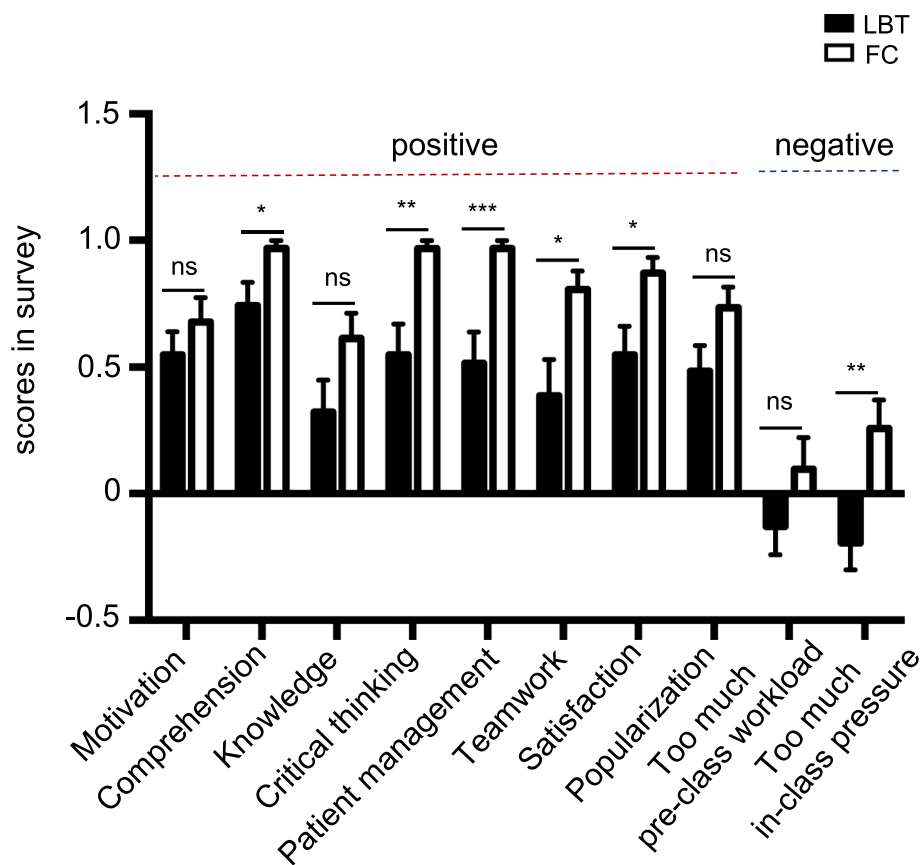 LBT
FC
1.5
1.0
0.5
0
-0.5
scores in survey
positive
negative
ns
*
ns
**
***
*
*
ns
ns
**
Motivation
Comprehension
Knowledge
Critical thinking
Patient management
Teamwork
Satisfaction
Popularization
Too much
pre-class workload
Too much
in-class pressure